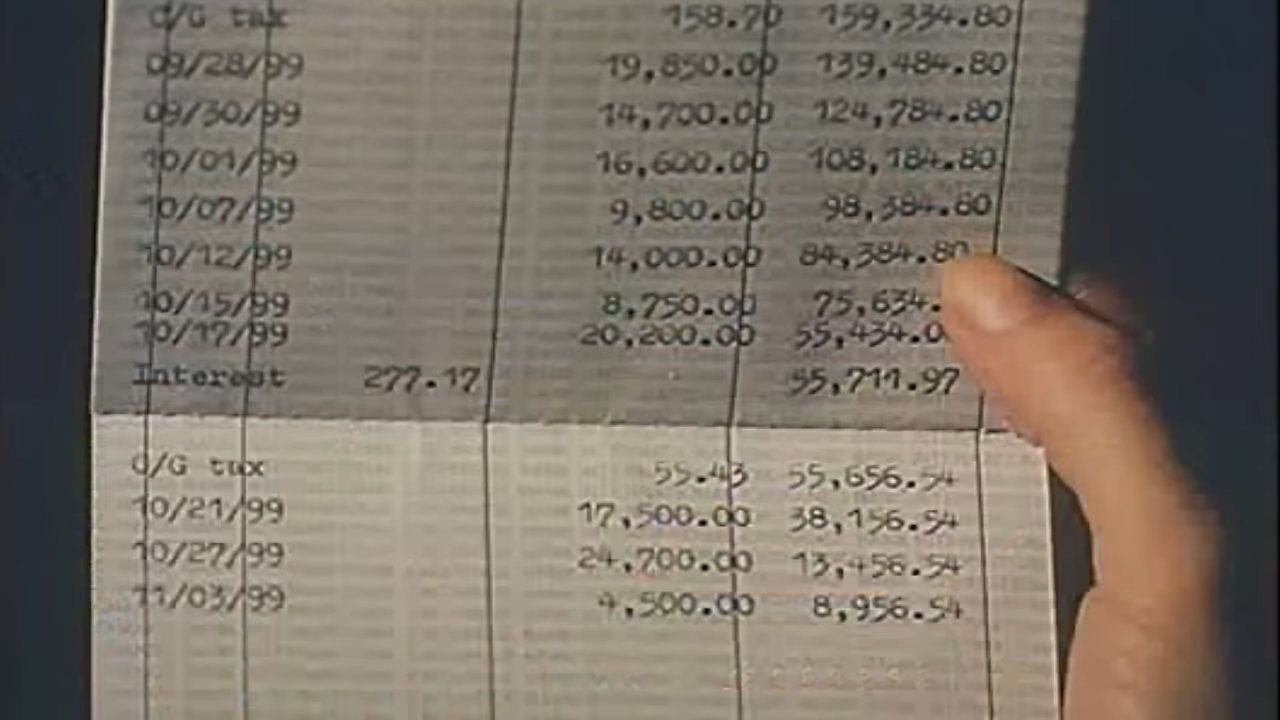 C/G tax 158.70 159,334.80
09/28/99 19,850.00 139,484.80
09/30/99 14,700.00 124,784.80
10/01/99 16,600.00 108,184.80
10/07/99 9,800.00 98,384.80
10/12/99 14,000.00 84,384.80
10/15/99 8,750.00 75,634.
10/17/99 20,200.00 55,434.0
Interest 277.17 55,711.97
C/G tax 55.43 55,656.54
10/21/99 17,500.00 38,156.54
10/27/99 24,700.00 13,456.54
11/03/99 4,500.00 8,956.54